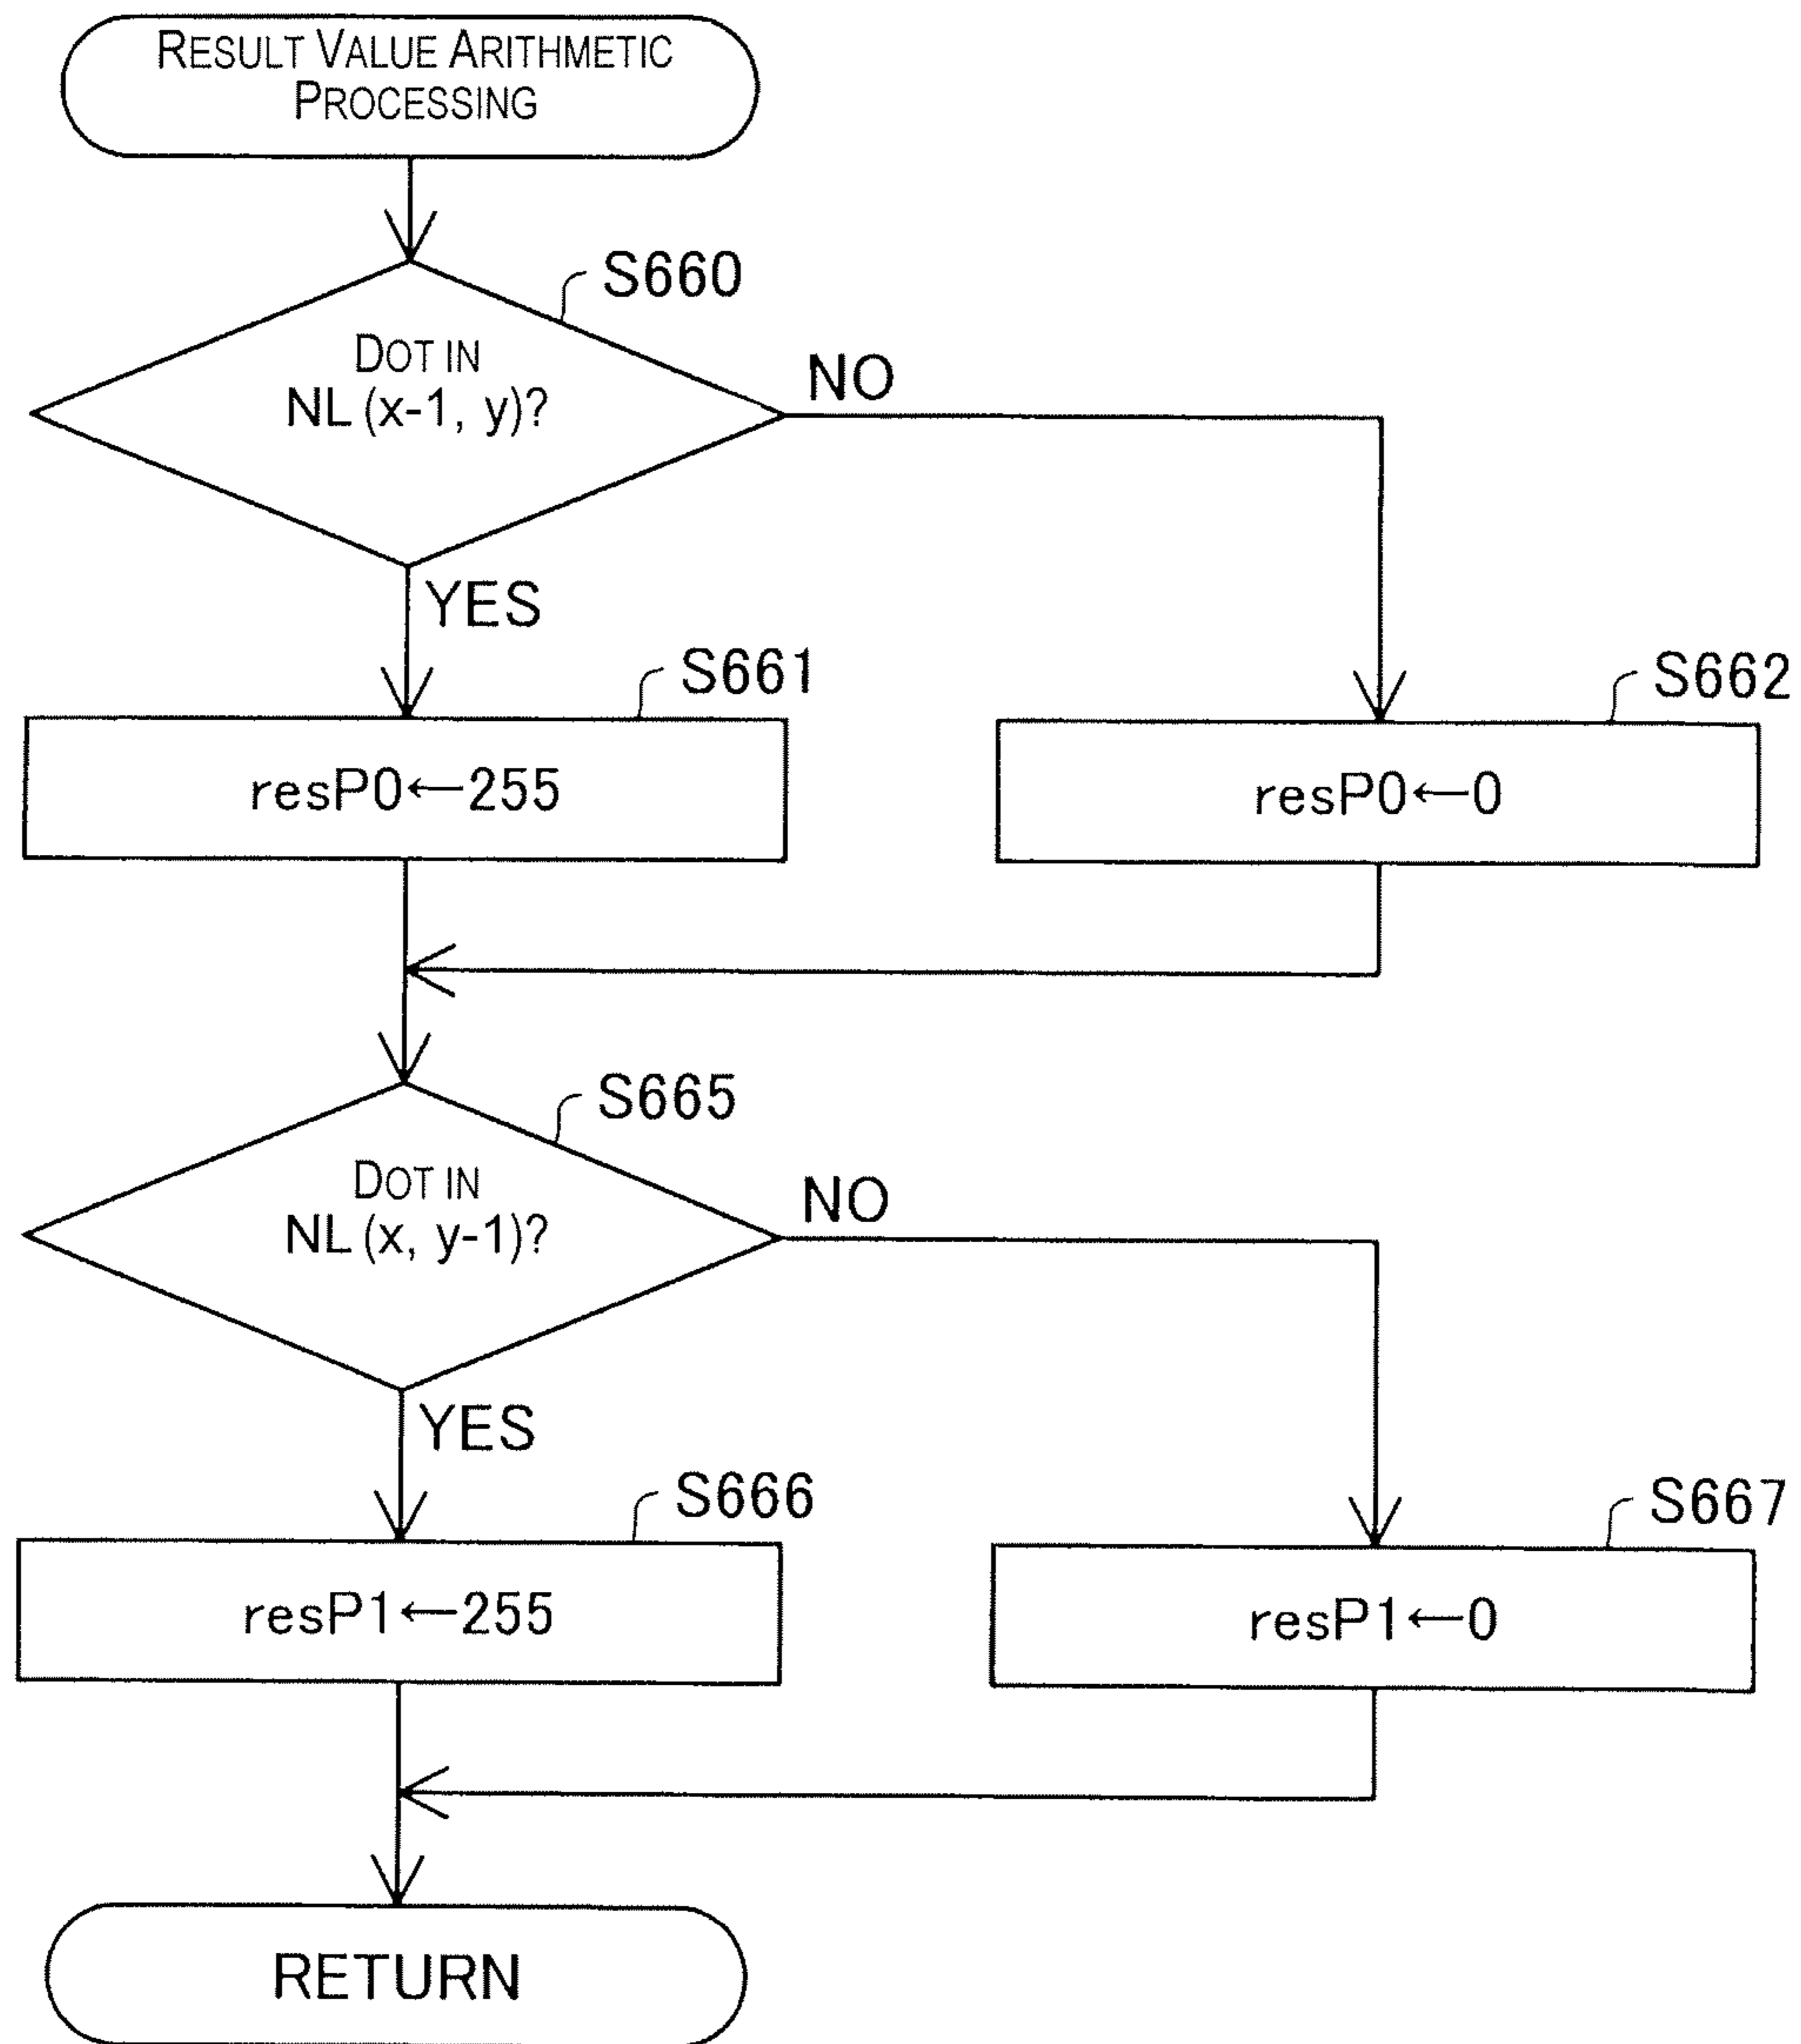 RESULT VALUE ARITHMETIC
PROCESSING
S660
DOT IN
NL (x-1, y)?
NO
YES
S661
S662
resP0←255
resP0←0
S665
DOT IN
NL (x, y-1)?
NO
YES
S666
S667
resP1←255
resP1←0
RETURN